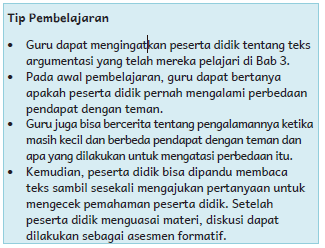 Tip Pembelajaran
• Guru dapat mengingatkan peserta didik tentang teks
argumentasi yang telah mereka pelajari di Bab 3.
• Pada awal pembelajaran, guru dapat bertanya
apakah peserta didik pernah mengalami perbedaan
pendapat dengan teman.
• Guru juga bisa bercerita tentang pengalamannya ketika
masih kecil dan berbeda pendapat dengan teman dan
apa yang dilakukan untuk mengatasi perbedaan itu.
• Kemudian, peserta didik bisa dipandu membaca
teks sambil sesekali mengajukan pertanyaan untuk
mengecek pemahaman peserta didik. Setelah
peserta didik menguasai materi, diskusi dapat
dilakukan sebagai asesmen formatif.